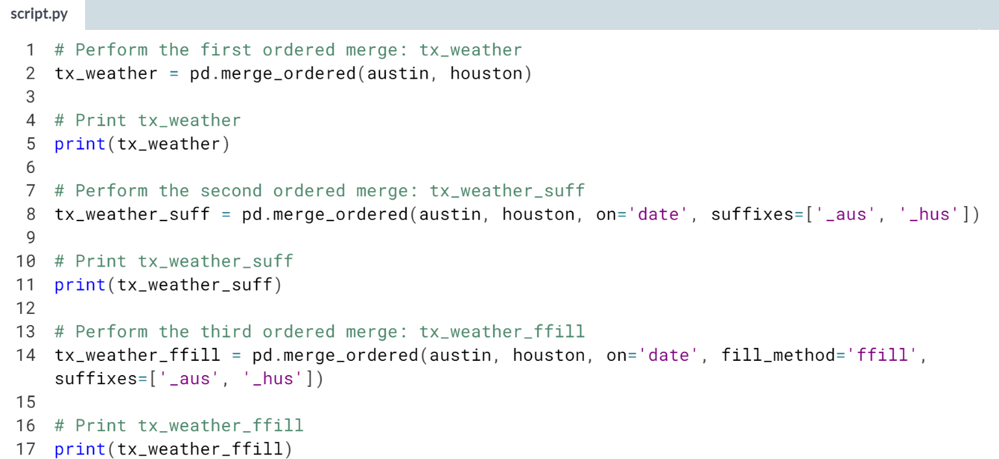 script.py
1 # Perform the first ordered merge: tx_weather
2 tx_weather = pd.merge_ordered(austin, houston)
3
4 # Print tx_weather
5 print(tx_weather)
6
7 # Perform the second ordered merge: tx_weather_suff
8 tx_weather_suff = pd.merge_ordered(austin, houston, on='date', suffixes=['_aus', '_hus'])
9
10 # Print tx_weather_suff
11 print(tx_weather_suff)
12
13 # Perform the third ordered merge: tx_weather_ffill
14 tx_weather_ffill = pd.merge_ordered(austin, houston, on='date', fill_method='ffill',
suffixes=['_aus', '_hus'])
15
16 # Print tx_weather_ffill
17 print(tx_weather_ffill)